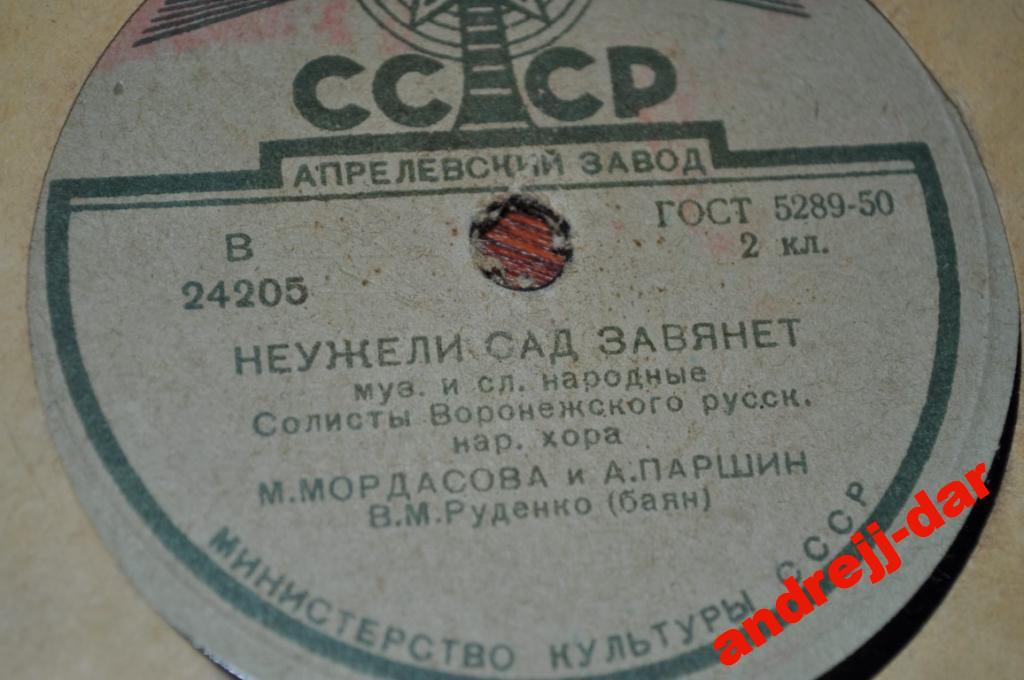 СССР
АПРЕЛЕВСКИЙ ЗАВОД
ГОСТ 5289-50
2 кл.
В
24205
НЕУЖЕЛИ САД ЗАВЯНЕТ
муз. и сл. народные
Солисты Воронежского русск.
нар. хора
М.МОРДАСОВА и А.ПАРШИН
В.М.Руденко (баян)
МИНИСТЕРСТВО КУЛЬТУРЫ СССР
andrejj-dar